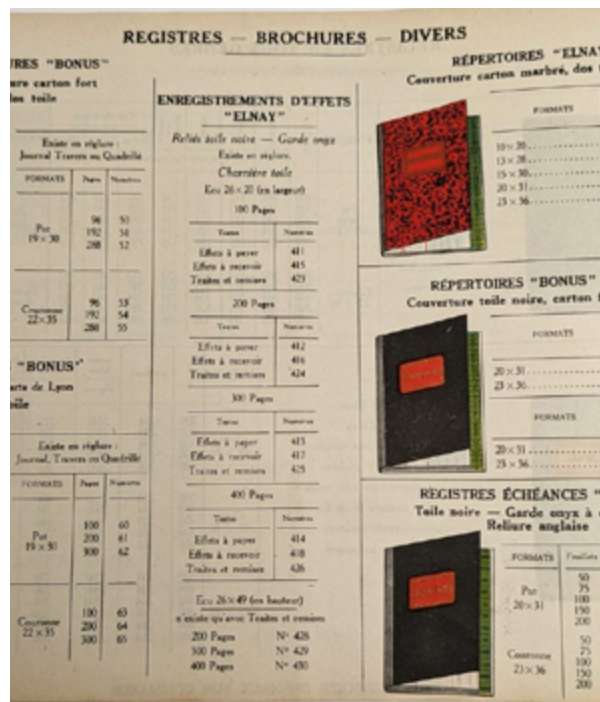 REGISTRES — BROCHURES — DIVERS
RES "BONUS"
ure carton fort
dos toile
Existe en réglure :
Journal Travers ou Quadrillé
FORMATS Pages Numéros
Pot
19 × 30
96 50
192 51
288 52
Couronne
22 × 35
96 53
192 54
288 55
"BONUS"
arte de Lyon
oile
Existe en réglure :
Journal, Travers ou Quadrillé
FORMATS Pages Numéros
Pot
19 × 30
100 60
200 61
300 62
Couronne
22 × 35
100 63
200 64
300 65
ENREGISTREMENTS D'EFFETS
"ELNAY"
Reliés toile noire — Garde onyx
Existe en réglure.
Charnière toile
Ecu 26 × 20 (en largeur)
100 Pages
Textes Numéros
Effets à payer 411
Effets à recevoir 415
Traites et remises 423
200 Pages
Textes Numéros
Effets à payer 412
Effets à recevoir 416
Traites et remises 424
300 Pages
Textes Numéros
Effets à payer 413
Effets à recevoir 417
Traites et remises 425
400 Pages
Textes Numéros
Effets à payer 414
Effets à recevoir 418
Traites et remises 426
Ecu 26 × 49 (en hauteur)
n'existe qu'avec Traites et remises
200 Pages N° 428
300 Pages N° 429
400 Pages N° 430
RÉPERTOIRES "ELNAY
Couverture carton marbré, dos
FORMATS
10 × 20
13 × 28
15 × 30
20 × 31
23 × 36
RÉPERTOIRES "BONUS"
Couverture toile noire, carton f
FORMATS
20 × 31
23 × 36
FORMATS
20 × 31
23 × 36
REGISTRES ÉCHÉANCES "
Toile noire — Garde onyx à
Reliure anglaise
FORMATS Feuillets
Pot
20 × 31
50
75
100
150
200
Couronne
23 × 36
50
75
100
150
200